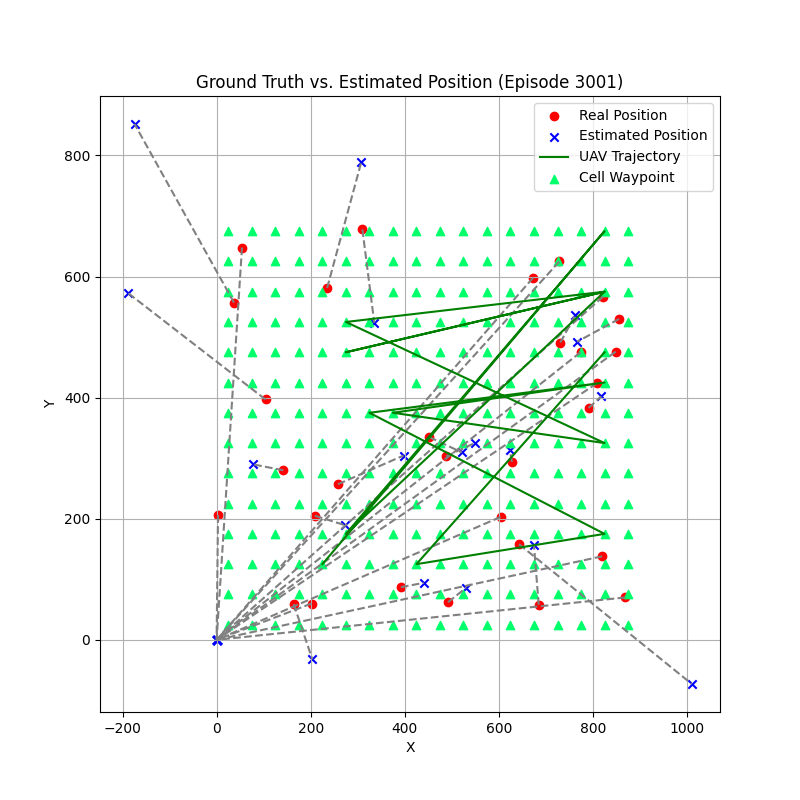 Ground Truth vs. Estimated Position (Episode 3001)
Real Position
Estimated Position
UAV Trajectory
Cell Waypoint
800
600
400
200
0
Y
−200
0
200
400
600
800
1000
X